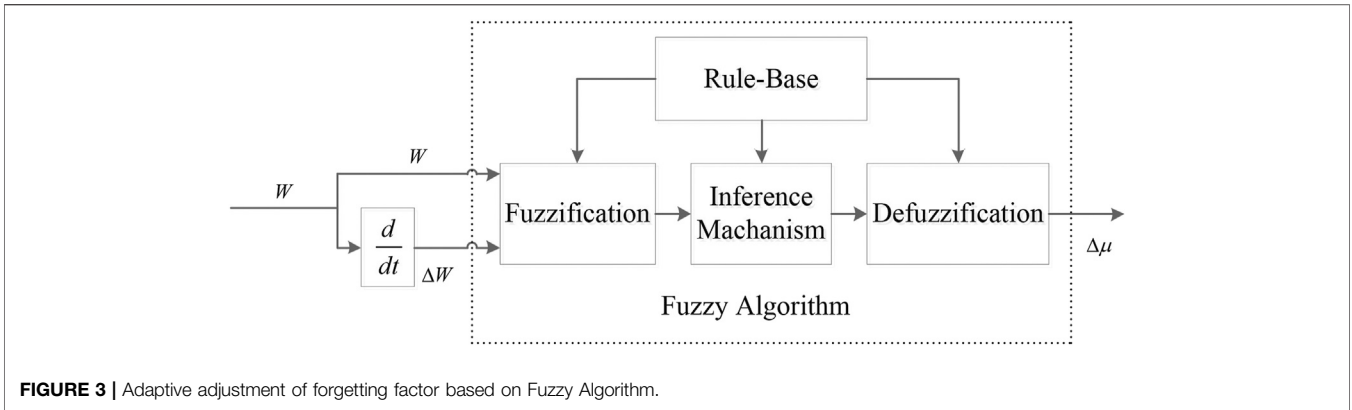 Rule-Base
W
W
Fuzzification
Inference
Machanism
Defuzzification
d
dt
ΔW
Δμ
Fuzzy Algorithm
FIGURE 3 | Adaptive adjustment of forgetting factor based on Fuzzy Algorithm.